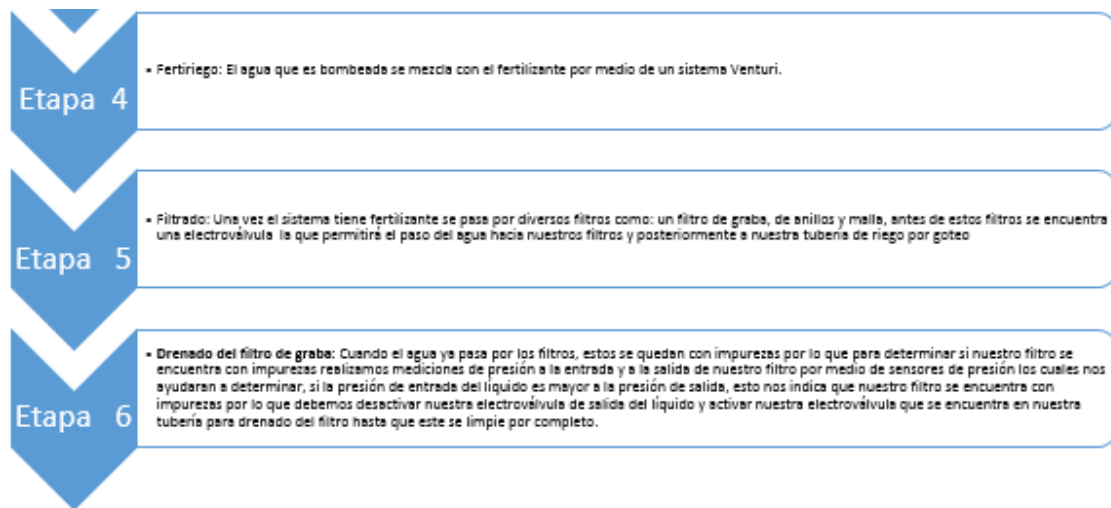 Etapa 4
▪ Fertiriego: El agua que es bombeada se mezcla con el fertilizante por medio de un sistema Venturi.
Etapa 5
▪ Filtrado: Una vez el sistema tiene fertilizante se pasa por diversos filtros como: un filtro de graba, de anillos y malla, antes de estos filtros se encuentra
una electroválvula la que permitirá el paso del agua hacia nuestros filtros y posteriormente a nuestra tubería de riego por goteo
Etapa 6
▪ Drenado del filtro de graba: Cuando el agua ya pasa por los filtros, estos se quedan con impurezas por lo que para determinar si nuestro filtro se
encuentra con impurezas realizamos mediciones de presión a la entrada y a la salida de nuestro filtro por medio de sensores de presión los cuales nos
ayudaran a determinar, si la presión de entrada del líquido es mayor a la presión de salida, esto nos indica que nuestro filtro se encuentra con
impurezas por lo que debemos desactivar nuestra electroválvula de salida del líquido y activar nuestra electroválvula que se encuentra en nuestra
tubería para drenado del filtro hasta que este se limpie por completo.